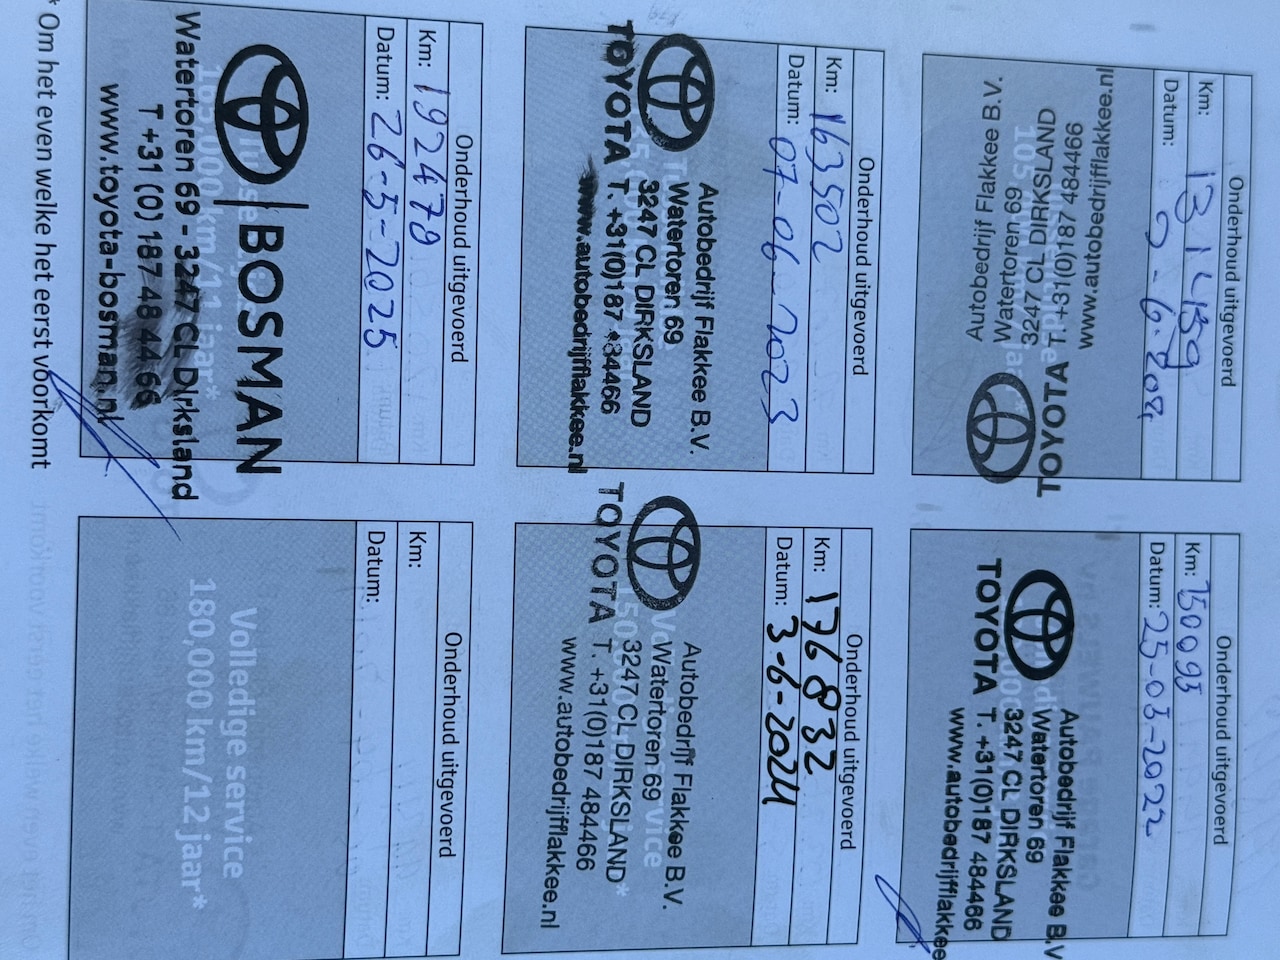 Onderhoud uitgevoerd
Km:
Datum:
Autobedrijf Flakkee B.V.
Watertoren 69
3247 CL DIRKSLAND
TOYOTA T. +31(0)187 484466
www.autobedrijfflakkee.nl
Onderhoud uitgevoerd
Km: 150095
Datum: 25-03-2022
Autobedrijf Flakkee B.V.
Watertoren 69
3247 CL DIRKSLAND
TOYOTA T. +31(0)187 484466
www.autobedrijfflakkee
Onderhoud uitgevoerd
Km: 163502
Datum: 07-06-2023
Autobedrijf Flakkee B.V.
Watertoren 69
3247 CL DIRKSLAND
TOYOTA T. +31(0)187 484466
www.autobedrijfflakkee.nl
Onderhoud uitgevoerd
Km: 176832
Datum: 3-6-2024
Autobedrijf Flakkee B.V.
Watertoren 69
3247 CL DIRKSLAND
TOYOTA T. +31(0)187 484466
www.autobedrijfflakkee.nl
Onderhoud uitgevoerd
Km: 192478
Datum: 26-5-2025
BOSMAN
Watertoren 69 - 3247 CL Dirksland
T +31 (0) 187 48 44 66
www.toyota-bosman.nl
Onderhoud uitgevoerd
Km:
Datum:
Volledige service
180,000 km/12 jaar*
* Om het even welke het eerst voorkomt